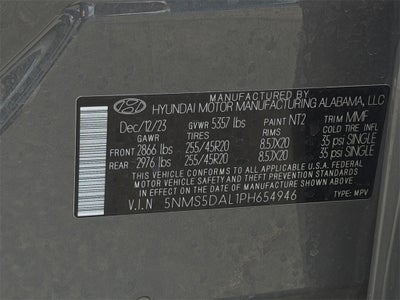 MANUFACTURED BY
HYUNDAI MOTOR MANUFACTURING ALABAMA, LLC
Dec/12/23 GVWR 5357 lbs PAINT NT2 TRIM MMF
GAWR TIRES RIMS COLD TIRE INFL
FRONT 2866 lbs 255/45R20 8.5JX20 35 psi SINGLE
REAR 2976 lbs 255/45R20 8.5JX20 35 psi SINGLE
THIS VEHICLE CONFORMS TO ALL APPLICABLE U.S.A. FEDERAL
MOTOR VEHICLE SAFETY AND THEFT PREVENTION STANDARDS
IN EFFECT ON THE DATE OF MANUFACTURE SHOWN ABOVE
V.I.N 5NMS5DAL1PH654946 TYPE: MPV